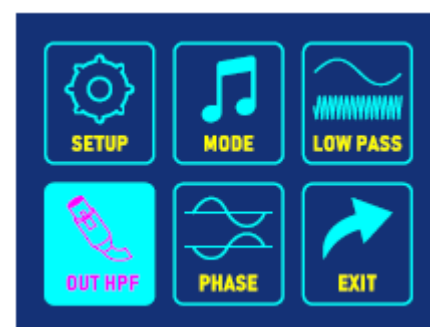 SETUP
MODE
LOW PASS
OUT HPF
PHASE
EXIT